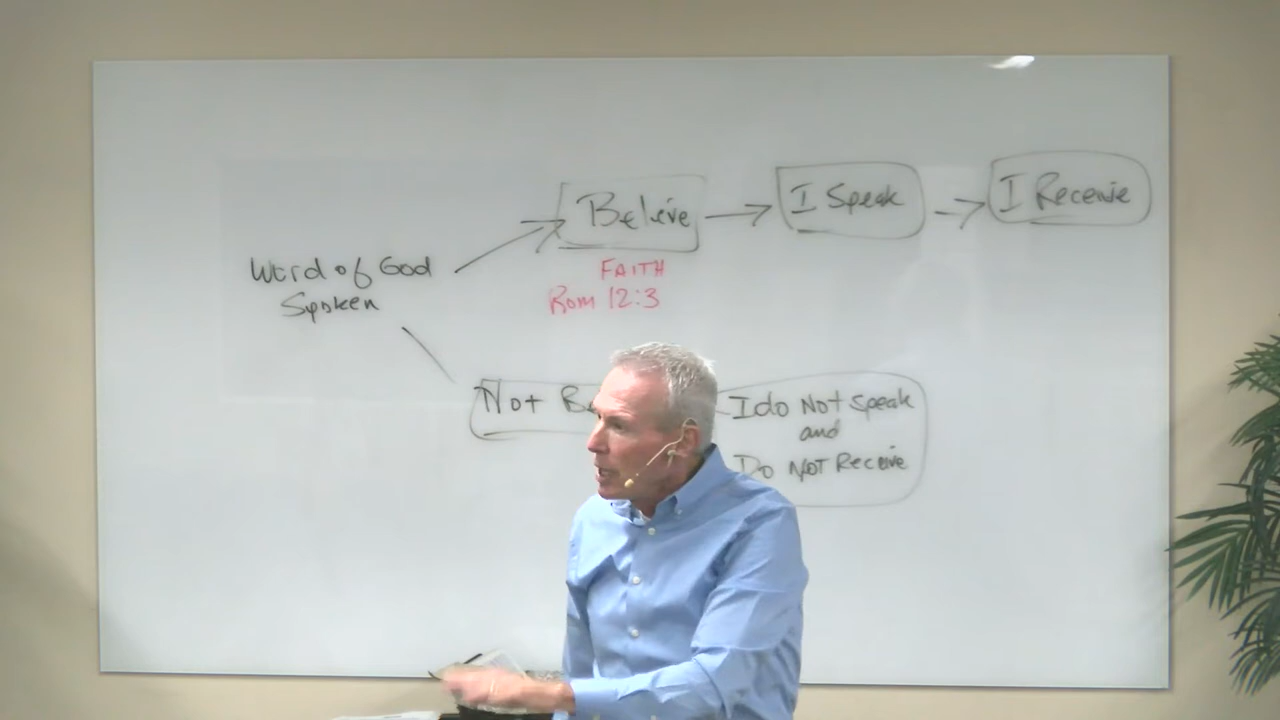 Believe
I Speak
I Receive
Word of God
Spoken
FAITH
Rom 12:3
Not
I do Not Speak
and
Do NOT Receive